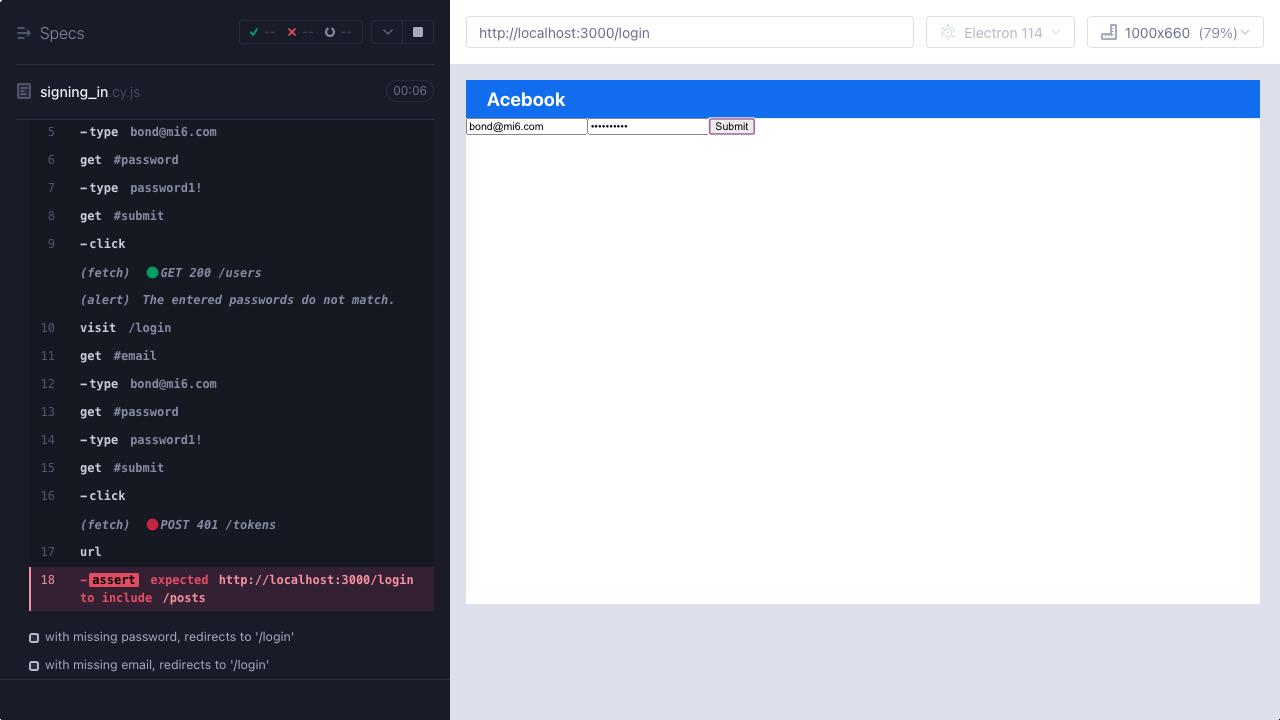 Specs
-- -- --
signing_in.cy.js
00:06
5 -type bond@mi6.com
6 get #password
7 -type password1!
8 get #submit
9 -click
(fetch) GET 200 /users
(alert) The entered passwords do not match.
10 visit /login
11 get #email
12 -type bond@mi6.com
13 get #password
14 -type password1!
15 get #submit
16 -click
(fetch) POST 401 /tokens
17 url
18 -assert expected http://localhost:3000/login
to include /posts
with missing password, redirects to '/login'
with missing email, redirects to '/login'
http://localhost:3000/login
Electron 114
1000x660 (79%)
Acebook
bond@mi6.com •••••••••• Submit